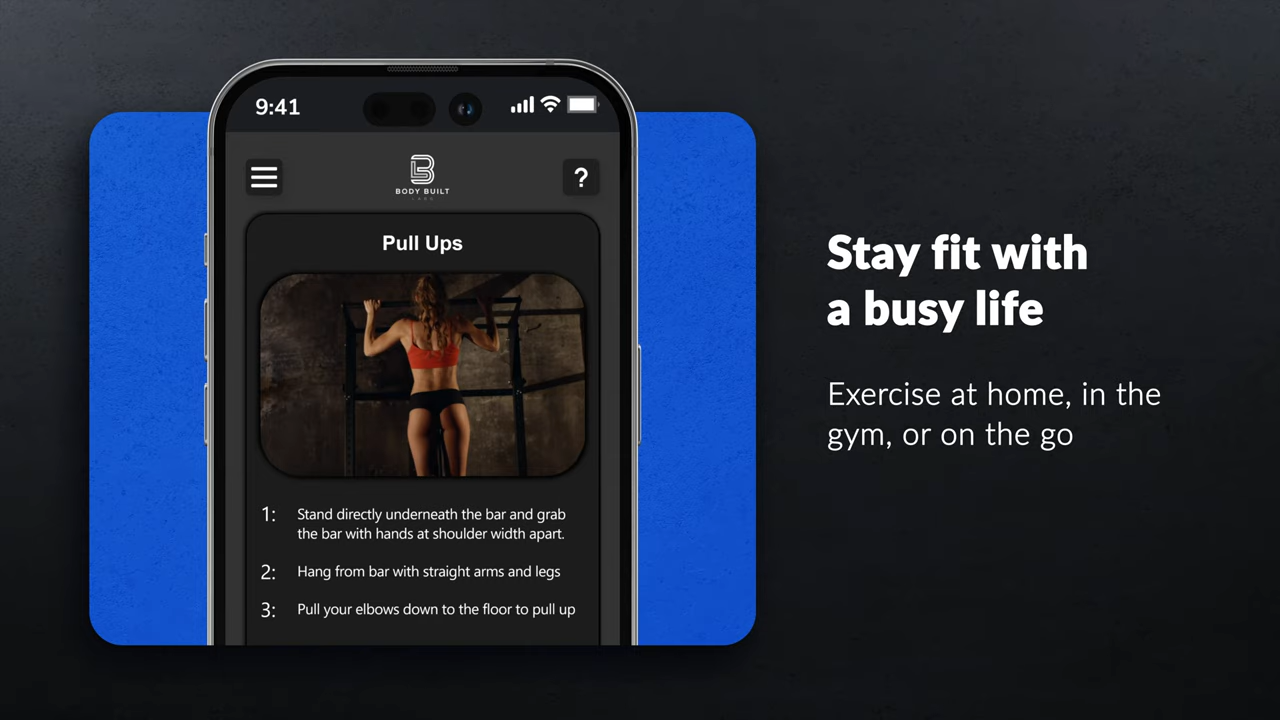 9:41
?
BODY BUILT
LABS
Pull Ups
1: Stand directly underneath the bar and grab
the bar with hands at shoulder width apart.
2: Hang from bar with straight arms and legs
3: Pull your elbows down to the floor to pull up
Stay fit with
a busy life
Exercise at home, in the
gym, or on the go